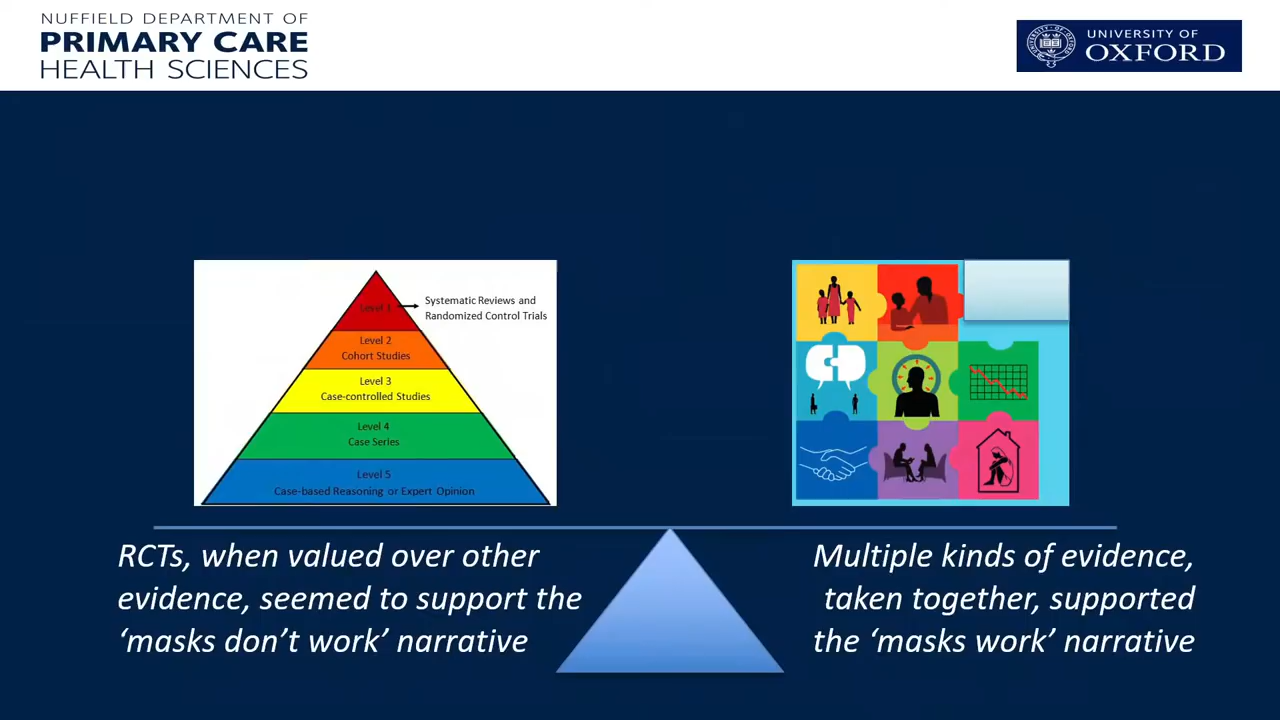 NUFFIELD DEPARTMENT OF
PRIMARY CARE
HEALTH SCIENCES
UNIVERSITY OF
OXFORD
Level 1
Systematic Reviews and
Randomized Control Trials
Level 2
Cohort Studies
Level 3
Case-controlled Studies
Level 4
Case Series
Level 5
Case-based Reasoning or Expert Opinion
RCTs, when valued over other
evidence, seemed to support the
‘masks don’t work’ narrative
Multiple kinds of evidence,
taken together, supported
the ‘masks work’ narrative